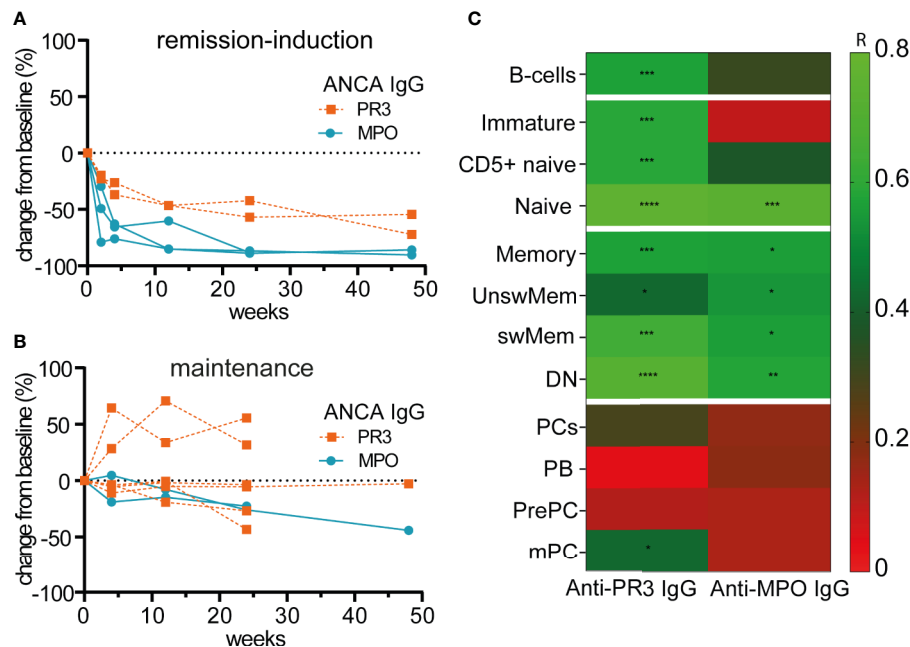 A
remission-induction
ANCA IgG
PR3
MPO
change from baseline (%)
100
50
0
-50
-100
0 10 20 30 40 50
weeks
B
maintenance
ANCA IgG
PR3
MPO
change from baseline (%)
100
50
0
-50
-100
0 10 20 30 40 50
weeks
C
R
B-cells ***
Immature ***
CD5+ naive ***
Naive **** ***
Memory *** *
UnswMem * *
swMem *** *
DN **** **
PCs
PB
PrePC
mPC *
Anti-PR3 IgG Anti-MPO IgG
0.8
0.6
0.4
0.2
0